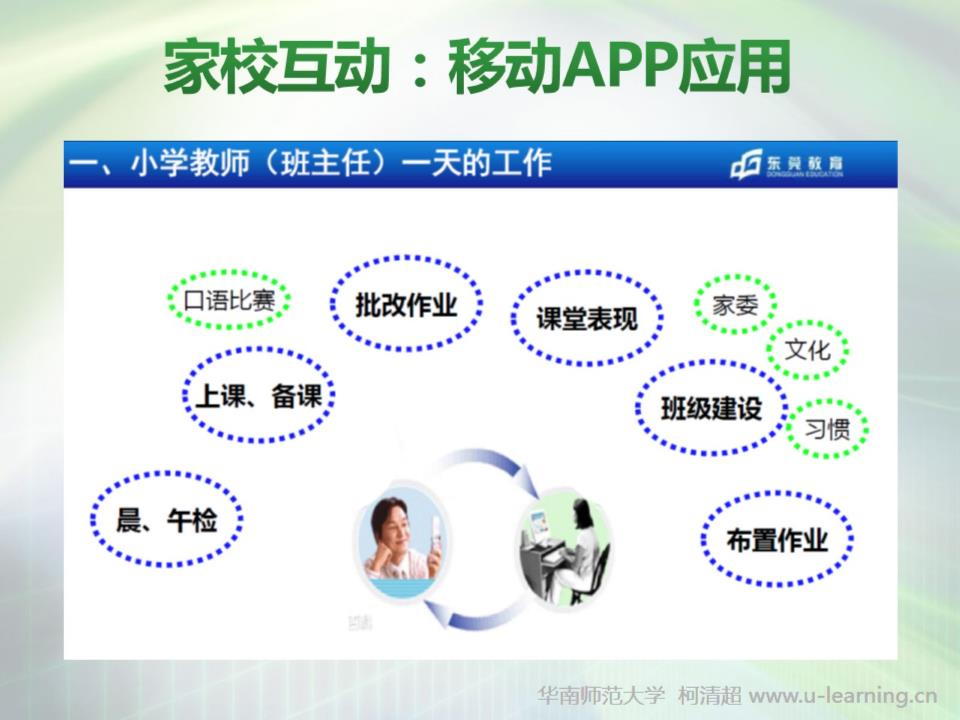 家校互动：移动APP应用
一、小学教师（班主任）一天的工作
东莞教育
DONGGUAN EDUCATION
口语比赛
批改作业
课堂表现
家委
文化
上课、备课
班级建设
习惯
晨、午检
布置作业
华南师范大学 柯清超 www.u-learning.cn